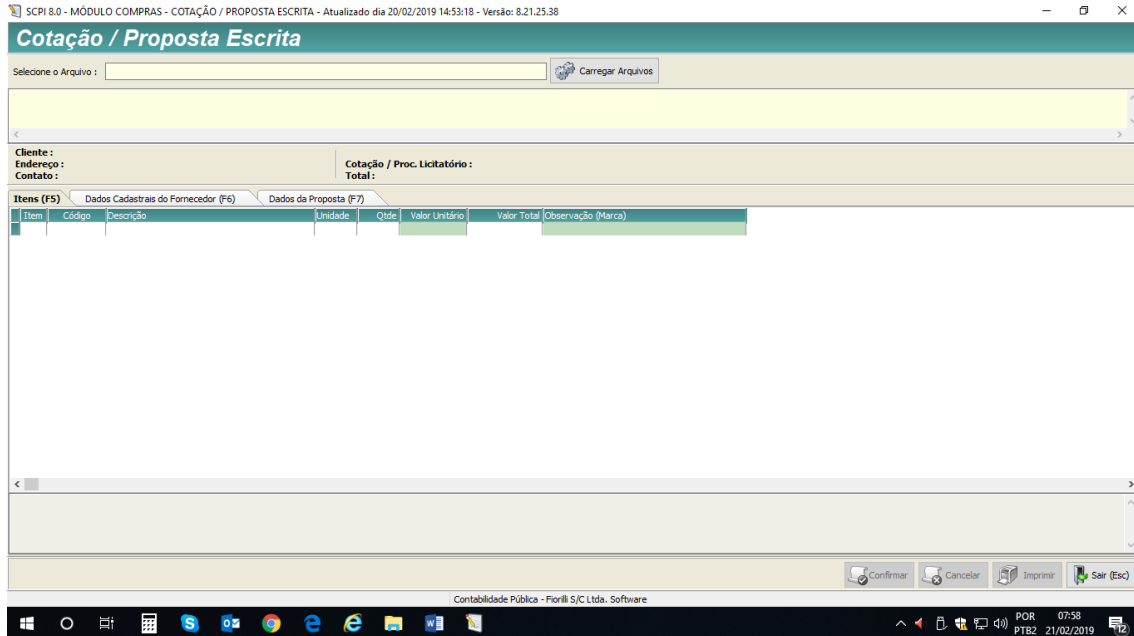 SCPI 8.0 - MÓDULO COMPRAS - COTAÇÃO / PROPOSTA ESCRITA - Atualizado dia 20/02/2019 14:53:18 - Versão: 8.21.25.38
Cotação / Proposta Escrita
Selecione o Arquivo : Carregar Arquivos
Cliente :
Endereço : Cotação / Proc. Licitatório :
Contato : Total :
Itens (F5) Dados Cadastrais do Fornecedor (F6) Dados da Proposta (F7)
Item Código Descrição Unidade Qtde Valor Unitário Valor Total Observação (Marca)
Confirmar Cancelar Imprimir Sair (Esc)
Contabilidade Pública - Fiorilli S/C Ltda. Software
POR 07:58
PTB2 21/02/2019 12